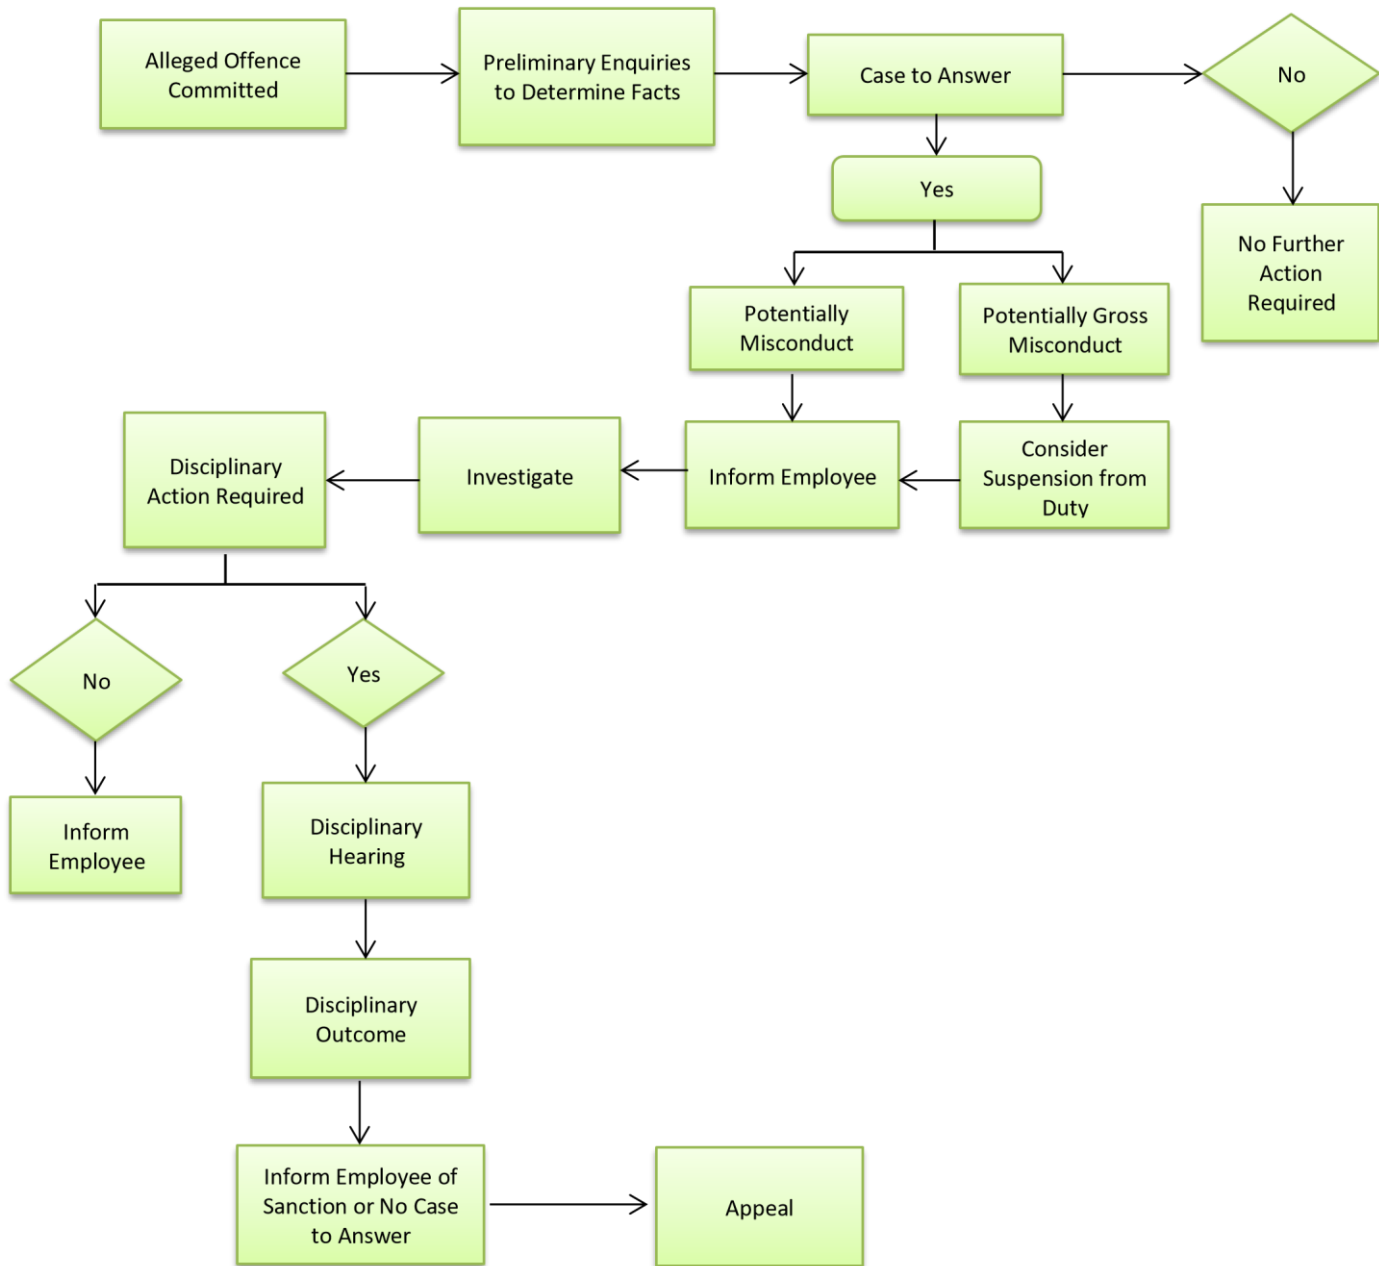 Alleged Offence
Committed
Preliminary Enquiries
to Determine Facts
Case to Answer
No
Yes
No Further
Action
Required
Potentially
Misconduct
Potentially Gross
Misconduct
Disciplinary
Action Required
Investigate
Inform Employee
Consider
Suspension from
Duty
No
Yes
Inform
Employee
Disciplinary
Hearing
Disciplinary
Outcome
Inform Employee of
Sanction or No Case
to Answer
Appeal